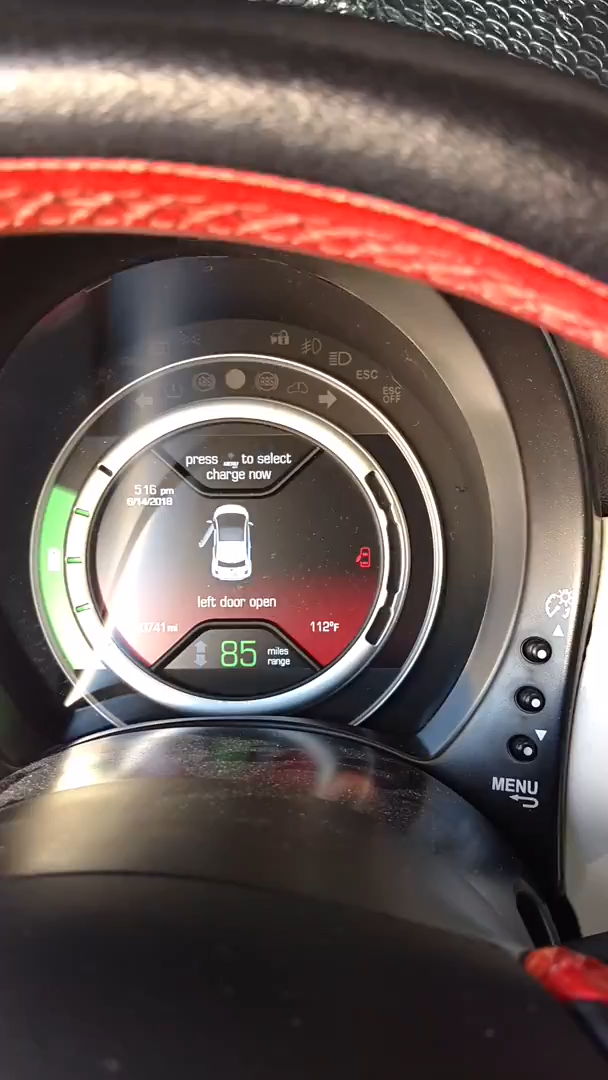 ESC
ESC
OFF
press MENU to select
charge now
5:16 pm
6/14/2018
left door open
112°F
85 miles
range
MENU